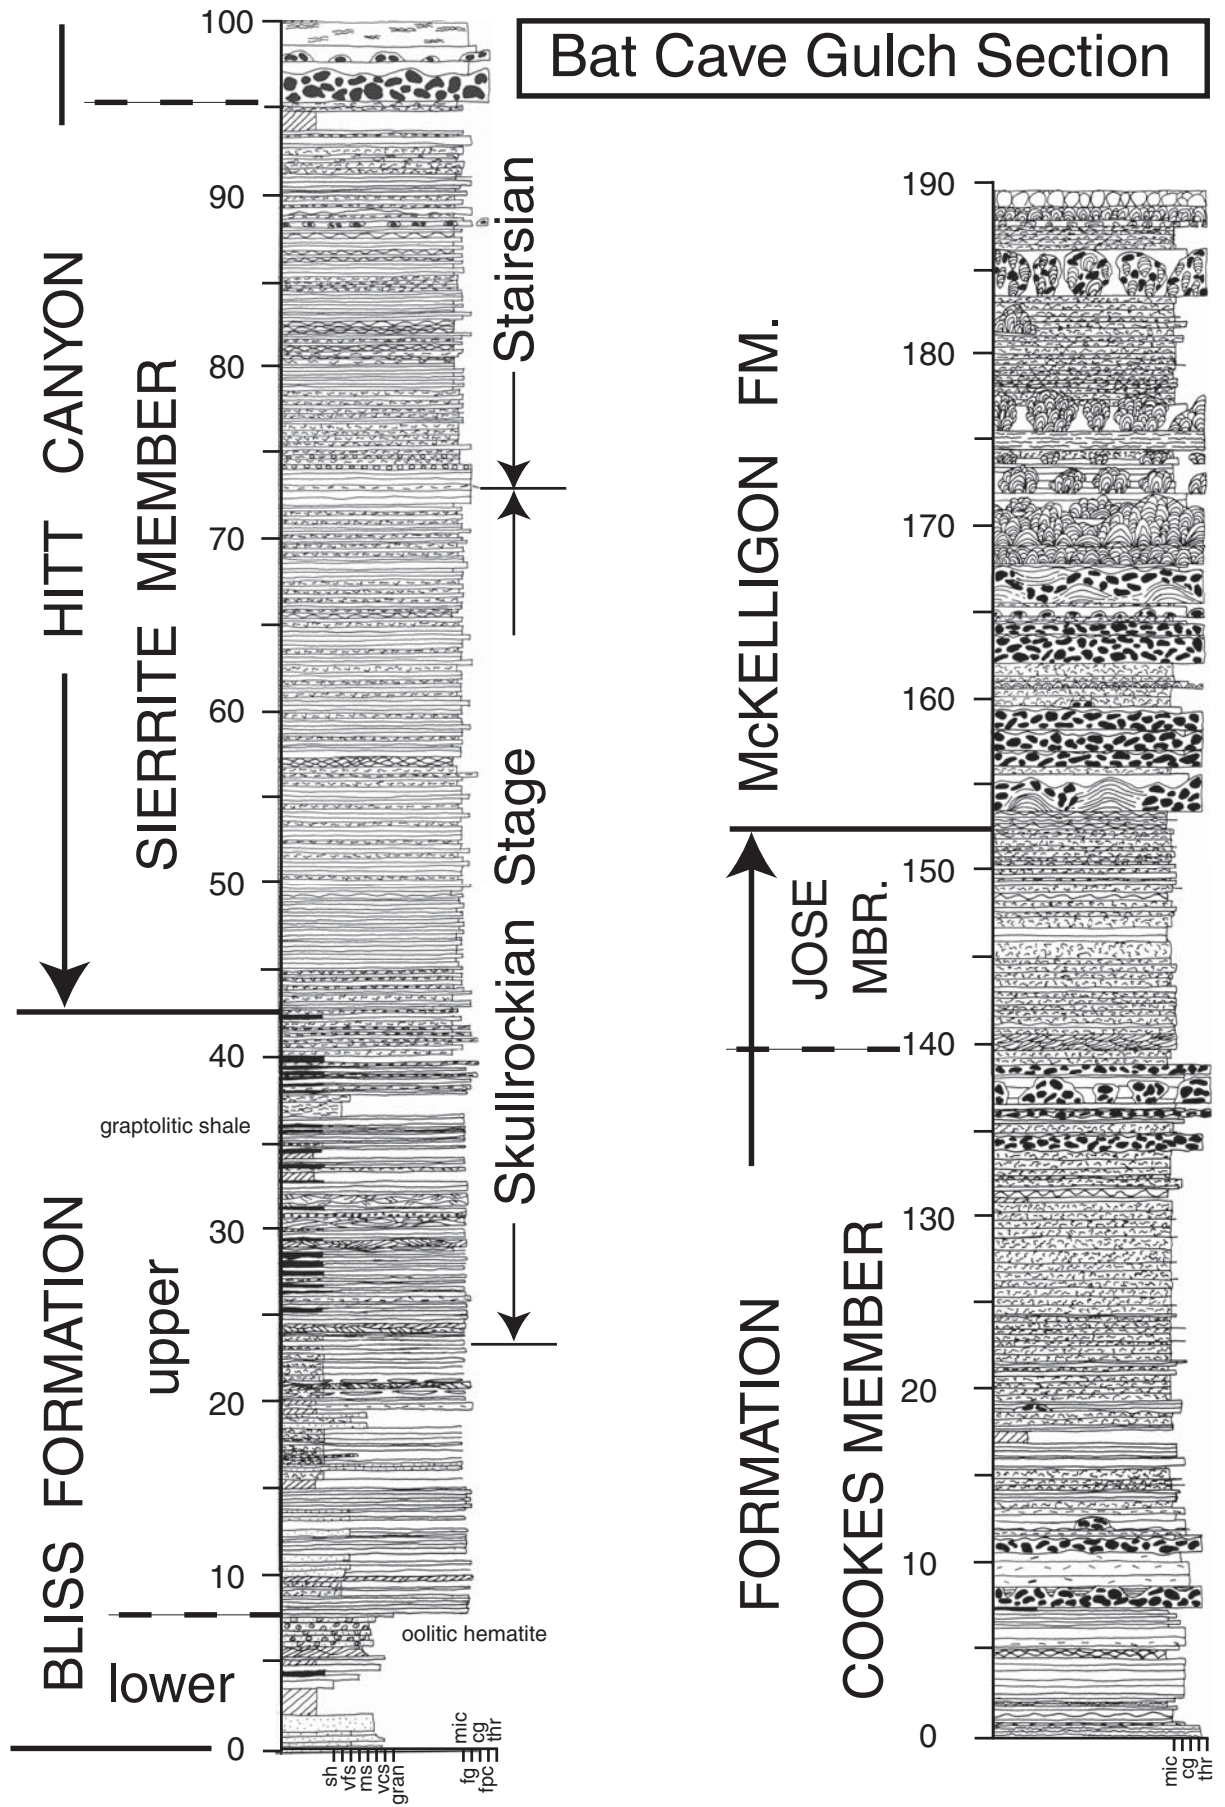 Bat Cave Gulch Section
100
90
80
70
60
50
40
30
20
10
0
HITT CANYON
SIERRITE MEMBER
BLISS FORMATION
upper
lower
graptolitic shale
oolitic hematite
Stairsian
Skullrockian Stage
sh
vfs
ms
vcs
gran
mic
fg
cg
fpc
thr
190
180
170
160
150
140
130
20
10
0
McKELLIGON FM.
JOSE
MBR.
FORMATION
COOKES MEMBER
mic
cg
thr